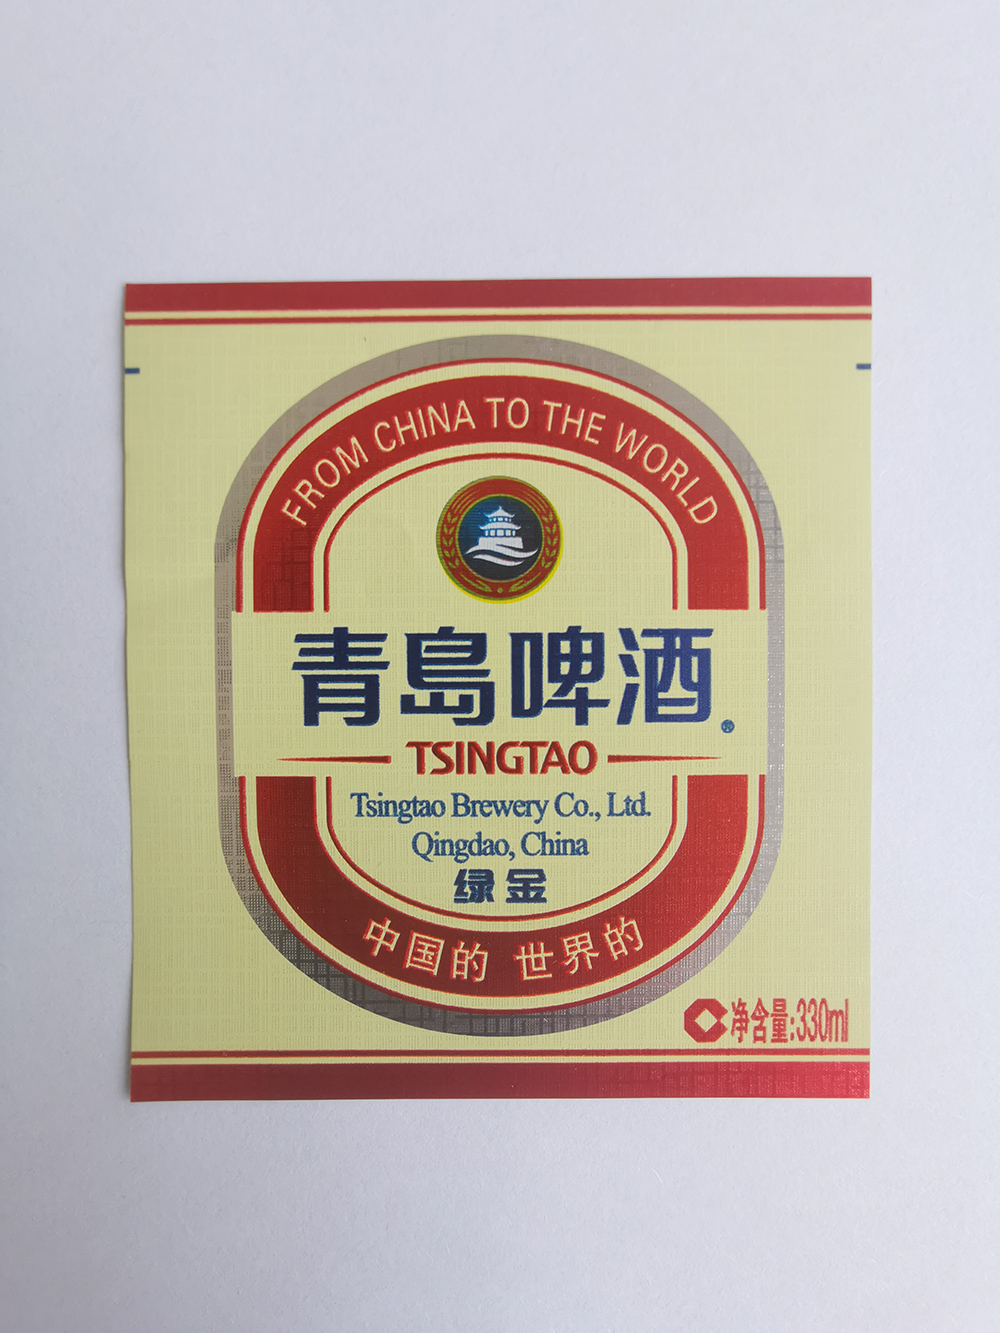 FROM CHINA TO THE WORLD
青島啤酒
TSINGTAO
Tsingtao Brewery Co., Ltd.
Qingdao, China
绿金
中国的 世界的
净含量:330ml